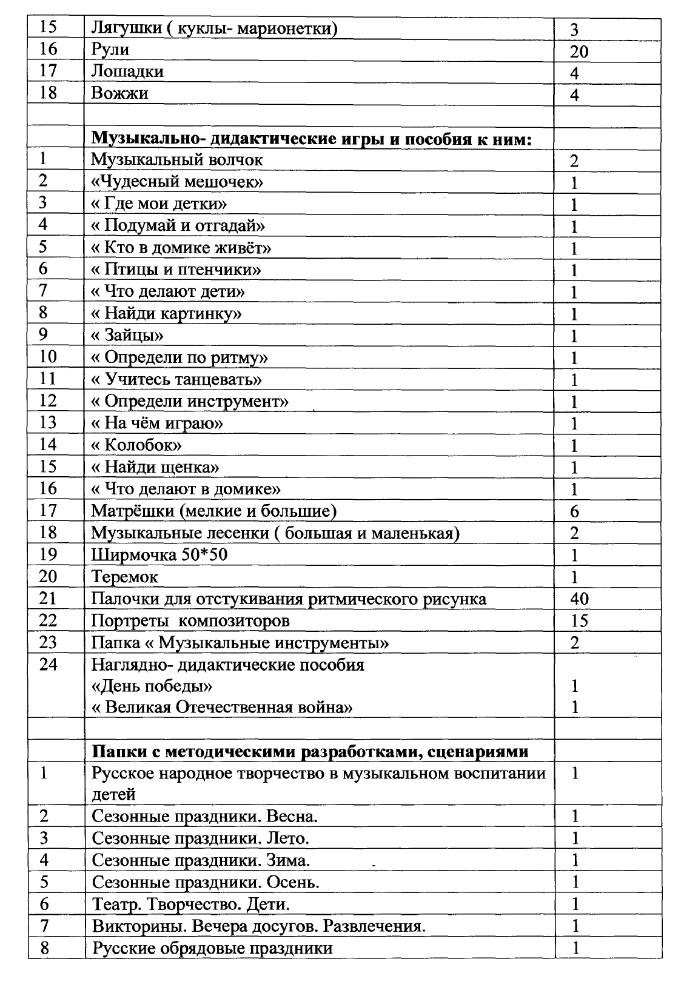 15 Лягушки ( куклы- марионетки) 3
16 Рули 20
17 Лошадки 4
18 Вожжи 4
Музыкально- дидактические игры и пособия к ним:
1 Музыкальный волчок 2
2 «Чудесный мешочек» 1
3 « Где мои детки» 1
4 « Подумай и отгадай» 1
5 « Кто в домике живёт» 1
6 « Птицы и птенчики» 1
7 « Что делают дети» 1
8 « Найди картинку» 1
9 « Зайцы» 1
10 « Определи по ритму» 1
11 « Учитесь танцевать» 1
12 « Определи инструмент» 1
13 « На чём играю» 1
14 « Колобок» 1
15 « Найди щенка» 1
16 « Что делают в домике» 1
17 Матрёшки (мелкие и большие) 6
18 Музыкальные лесенки ( большая и маленькая) 2
19 Ширмочка 50*50 1
20 Теремок 1
21 Палочки для отстукивания ритмического рисунка 40
22 Портреты композиторов 15
23 Папка « Музыкальные инструменты» 2
24 Наглядно- дидактические пособия
«День победы» 1
« Великая Отечественная война» 1
Папки с методическими разработками, сценариями
1 Русское народное творчество в музыкальном воспитании 1
детей
2 Сезонные праздники. Весна. 1
3 Сезонные праздники. Лето. 1
4 Сезонные праздники. Зима. 1
5 Сезонные праздники. Осень. 1
6 Театр. Творчество. Дети. 1
7 Викторины. Вечера досугов. Развлечения. 1
8 Русские обрядовые праздники 1